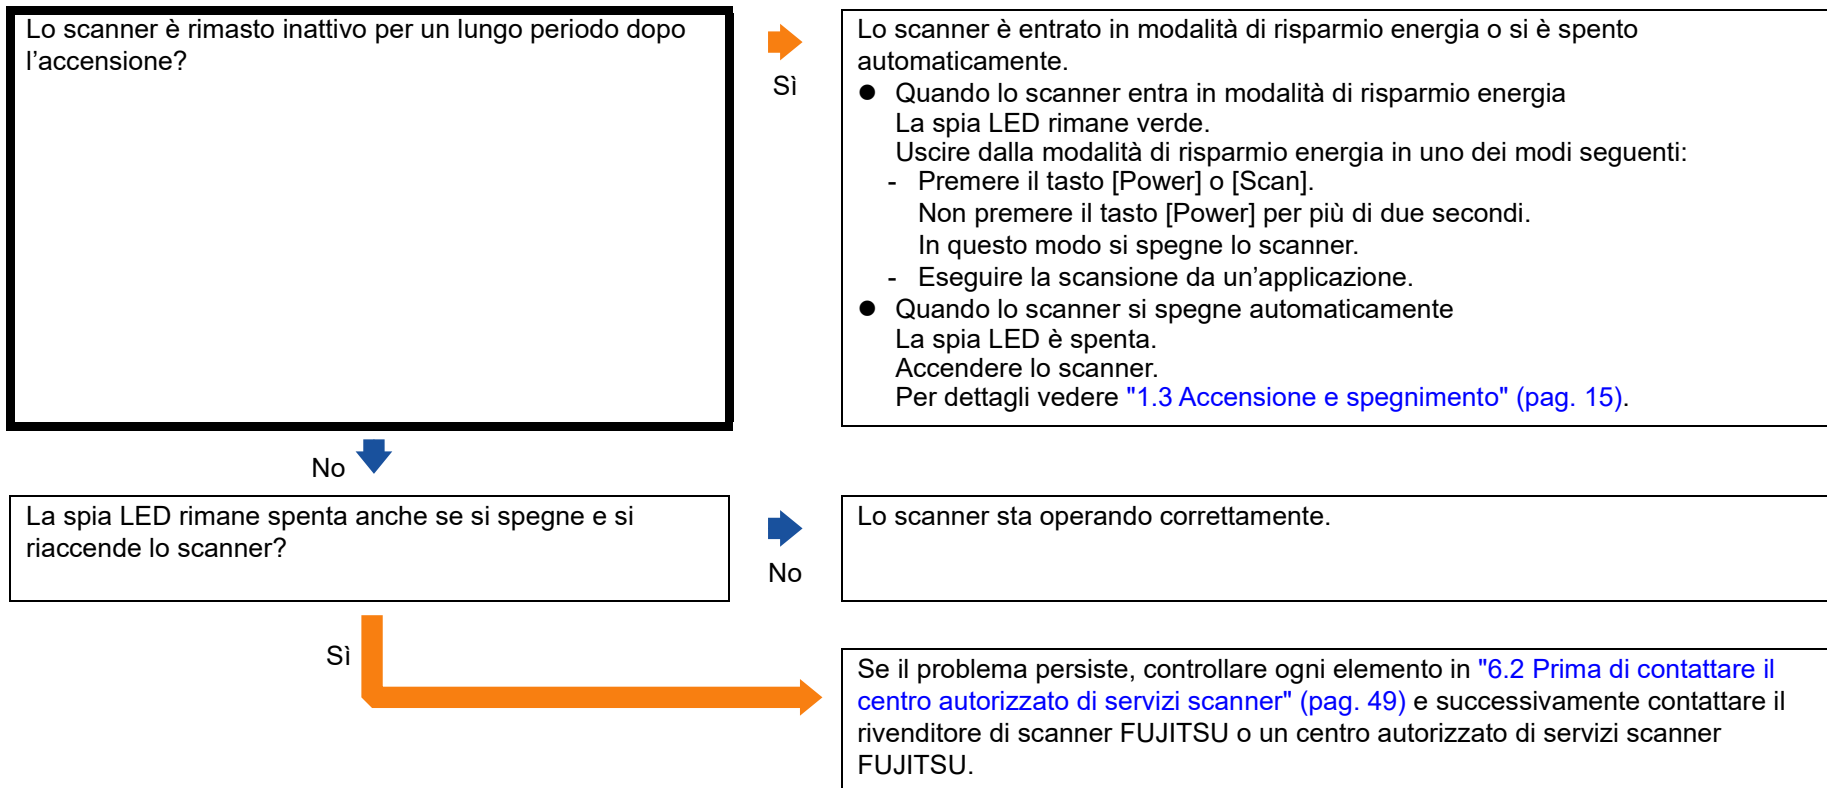 Lo scanner è rimasto inattivo per un lungo periodo dopo
l’accensione?
Sì
Lo scanner è entrato in modalità di risparmio energia o si è spento
automaticamente.
● Quando lo scanner entra in modalità di risparmio energia
La spia LED rimane verde.
Uscire dalla modalità di risparmio energia in uno dei modi seguenti:
- Premere il tasto [Power] o [Scan].
Non premere il tasto [Power] per più di due secondi.
In questo modo si spegne lo scanner.
- Eseguire la scansione da un’applicazione.
● Quando lo scanner si spegne automaticamente
La spia LED è spenta.
Accendere lo scanner.
Per dettagli vedere "1.3 Accensione e spegnimento" (pag. 15).
No
La spia LED rimane spenta anche se si spegne e si
riaccende lo scanner?
No
Lo scanner sta operando correttamente.
Sì
Se il problema persiste, controllare ogni elemento in "6.2 Prima di contattare il
centro autorizzato di servizi scanner" (pag. 49) e successivamente contattare il
rivenditore di scanner FUJITSU o un centro autorizzato di servizi scanner
FUJITSU.